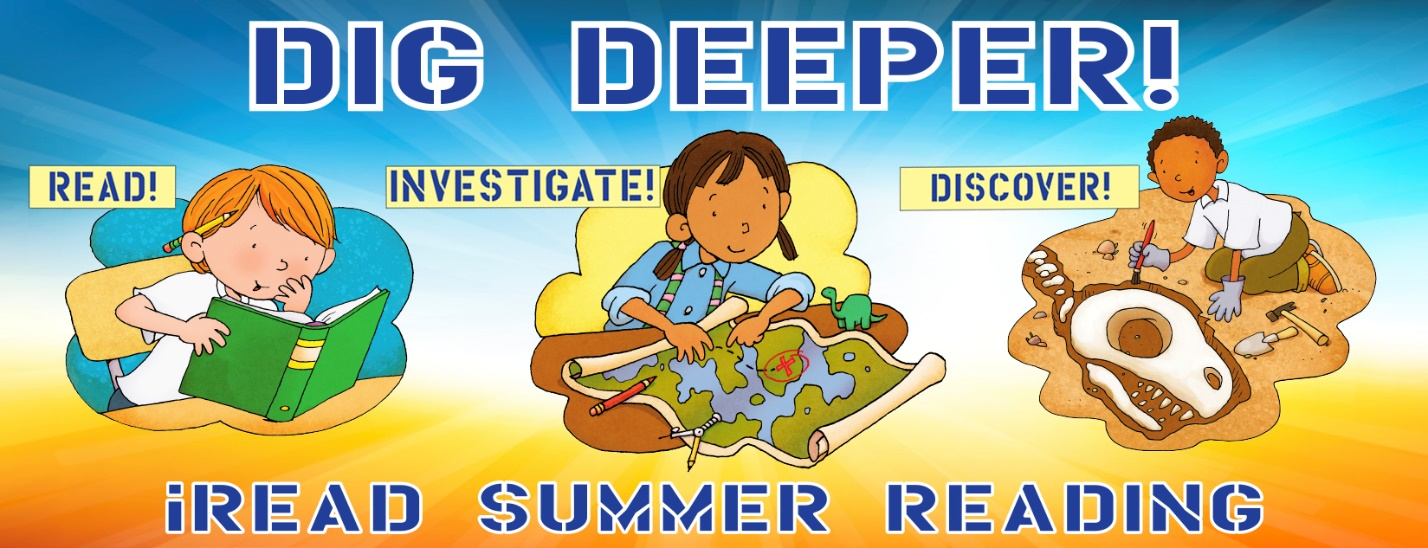 DIG DEEPER!
READ!
INVESTIGATE!
DISCOVER!
iREAD SUMMER READING